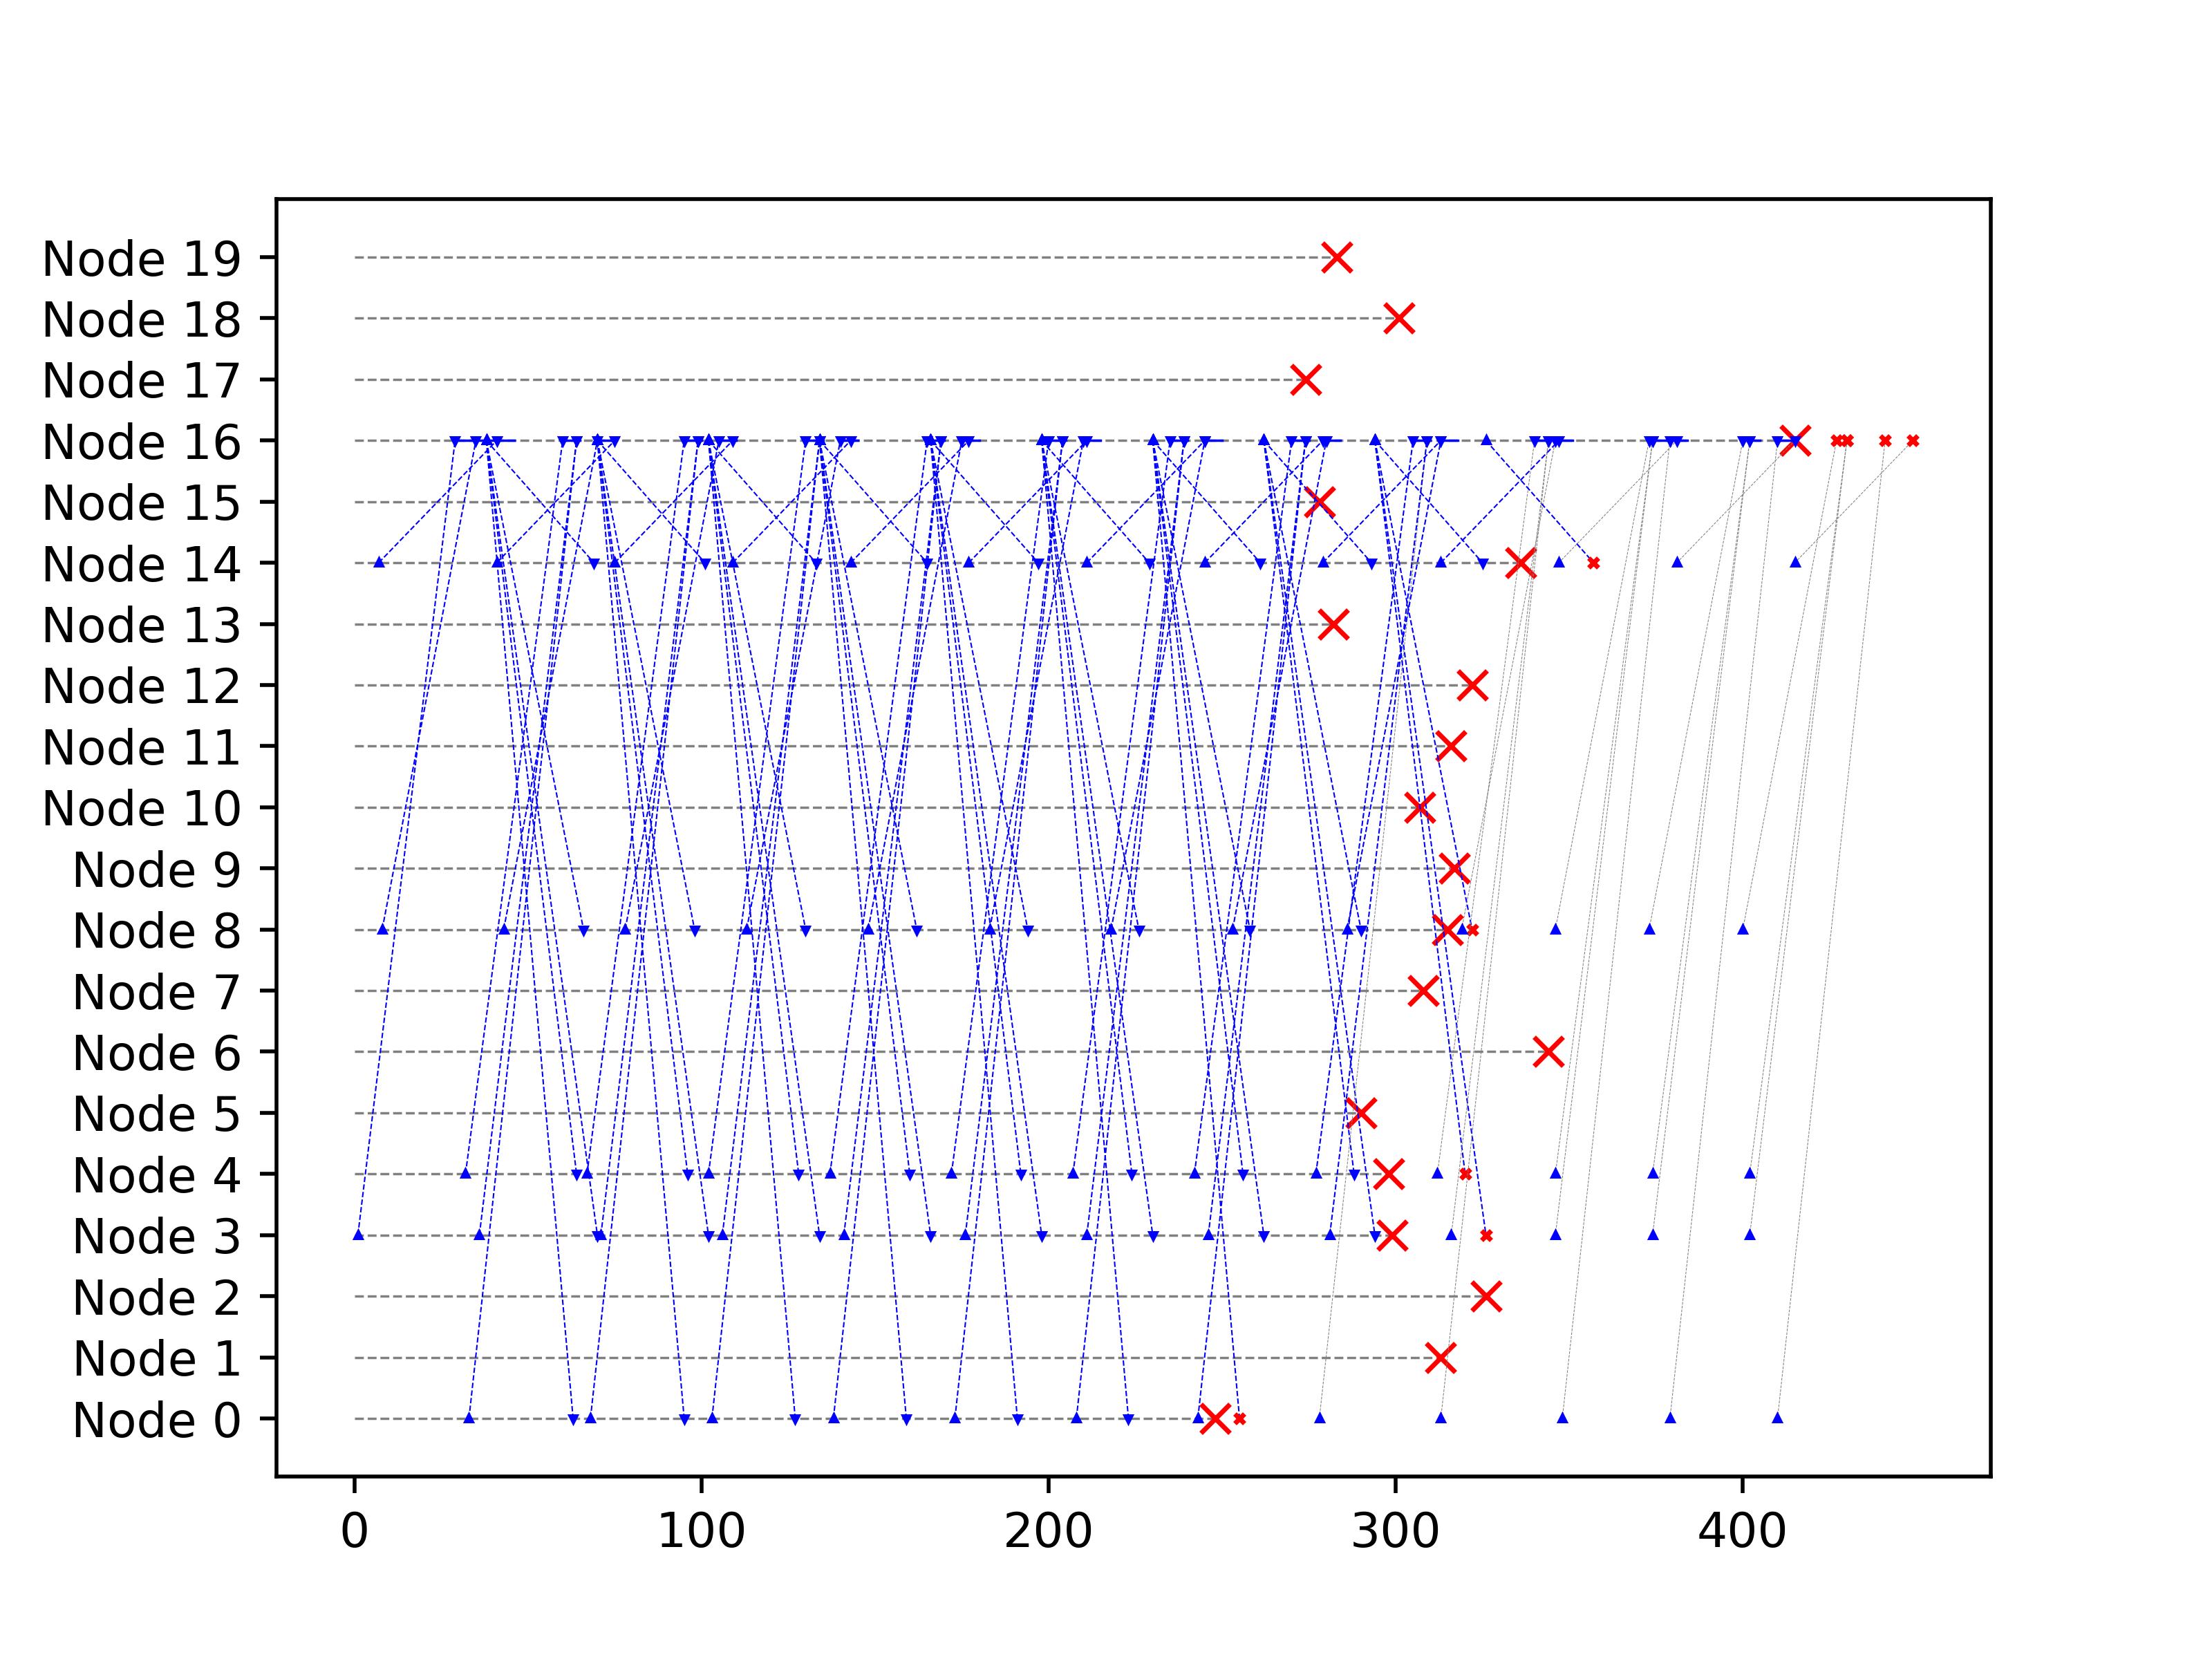 Node 19
Node 18
Node 17
Node 16
Node 15
Node 14
Node 13
Node 12
Node 11
Node 10
Node 9
Node 8
Node 7
Node 6
Node 5
Node 4
Node 3
Node 2
Node 1
Node 0
0 100 200 300 400